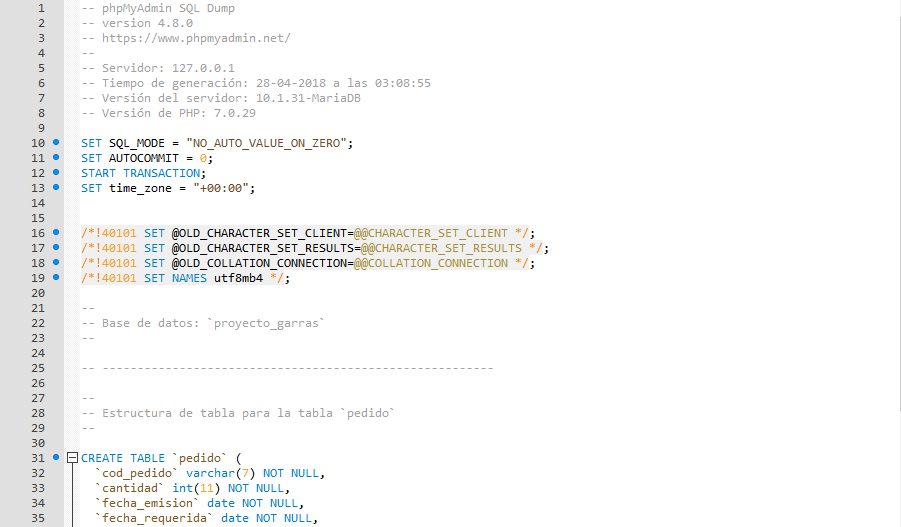 1 -- phpMyAdmin SQL Dump
2 -- version 4.8.0
3 -- https://www.phpmyadmin.net/
4 --
5 -- Servidor: 127.0.0.1
6 -- Tiempo de generación: 28-04-2018 a las 03:08:55
7 -- Versión del servidor: 10.1.31-MariaDB
8 -- Versión de PHP: 7.0.29
9
10 SET SQL_MODE = "NO_AUTO_VALUE_ON_ZERO";
11 SET AUTOCOMMIT = 0;
12 START TRANSACTION;
13 SET time_zone = "+00:00";
14
15
16 /*!40101 SET @OLD_CHARACTER_SET_CLIENT=@@CHARACTER_SET_CLIENT */;
17 /*!40101 SET @OLD_CHARACTER_SET_RESULTS=@@CHARACTER_SET_RESULTS */;
18 /*!40101 SET @OLD_COLLATION_CONNECTION=@@COLLATION_CONNECTION */;
19 /*!40101 SET NAMES utf8mb4 */;
20
21 --
22 -- Base de datos: `proyecto_garras`
23 --
24
25 -- --------------------------------------------------------
26
27 --
28 -- Estructura de tabla para la tabla `pedido`
29 --
30
31 CREATE TABLE `pedido` (
32 `cod_pedido` varchar(7) NOT NULL,
33 `cantidad` int(11) NOT NULL,
34 `fecha_emision` date NOT NULL,
35 `fecha_requerida` date NOT NULL,